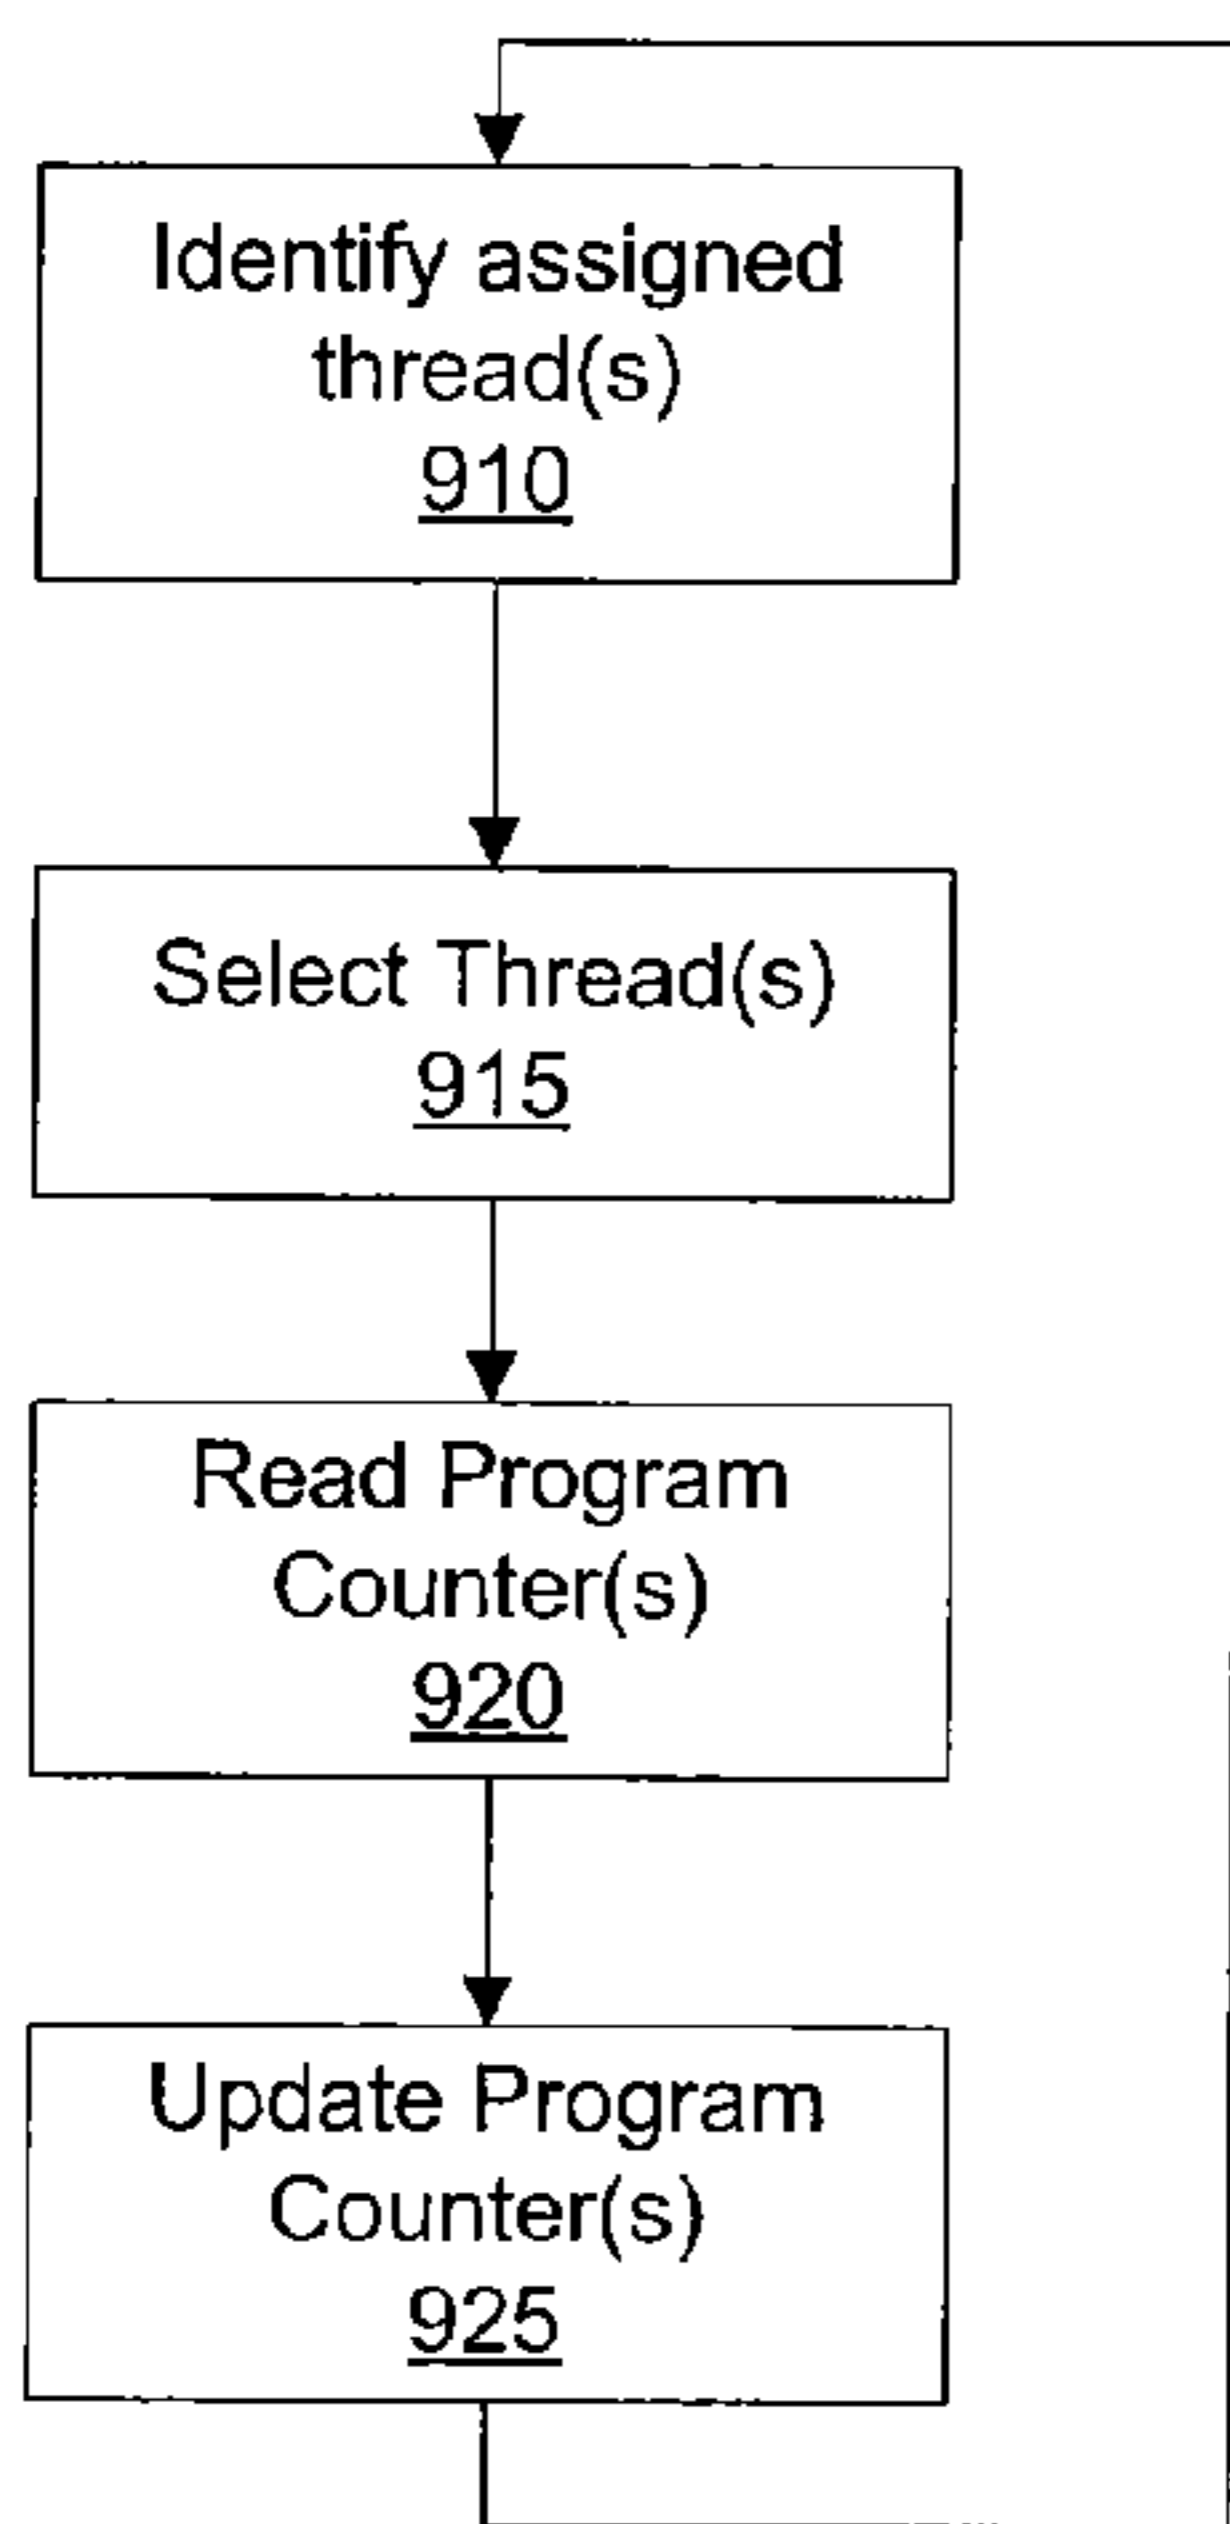 Identify assigned
thread(s)
910
Select Thread(s)
915
Read Program
Counter(s)
920
Update Program
Counter(s)
925